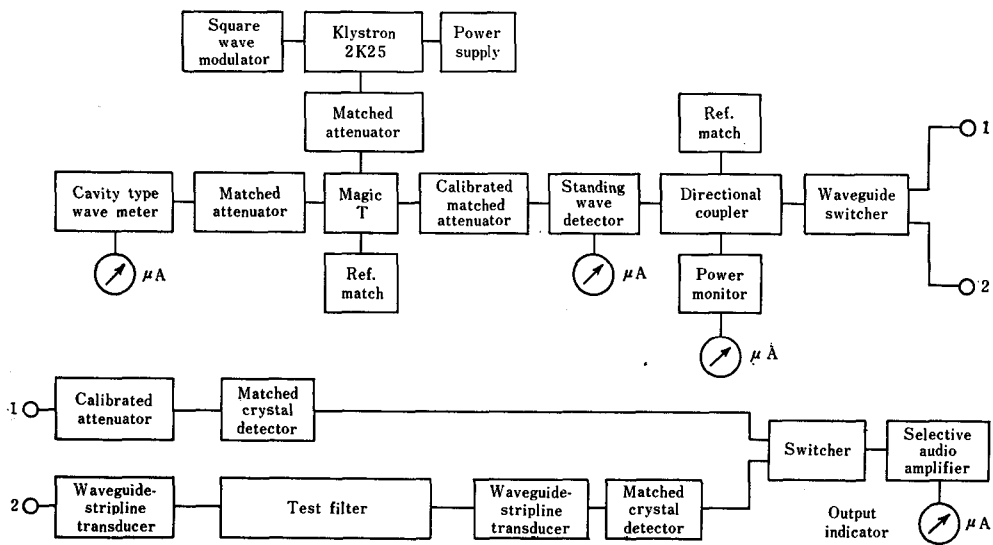 Square
wave
modulator
Klystron
2K25
Power
supply
Matched
attenuator
Ref.
match
1
Cavity type
wave meter
Matched
attenuator
Magic
T
Calibrated
matched
attenuator
Standing
wave
detector
Directional
coupler
Waveguide
switcher
μA
Ref.
match
μA
Power
monitor
2
μA
1
Calibrated
attenuator
Matched
crystal
detector
Switcher
Selective
audio
amplifier
2
Waveguide-
stripline
transducer
Test filter
Waveguide-
stripline
transducer
Matched
crystal
detector
Output
indicator
μA